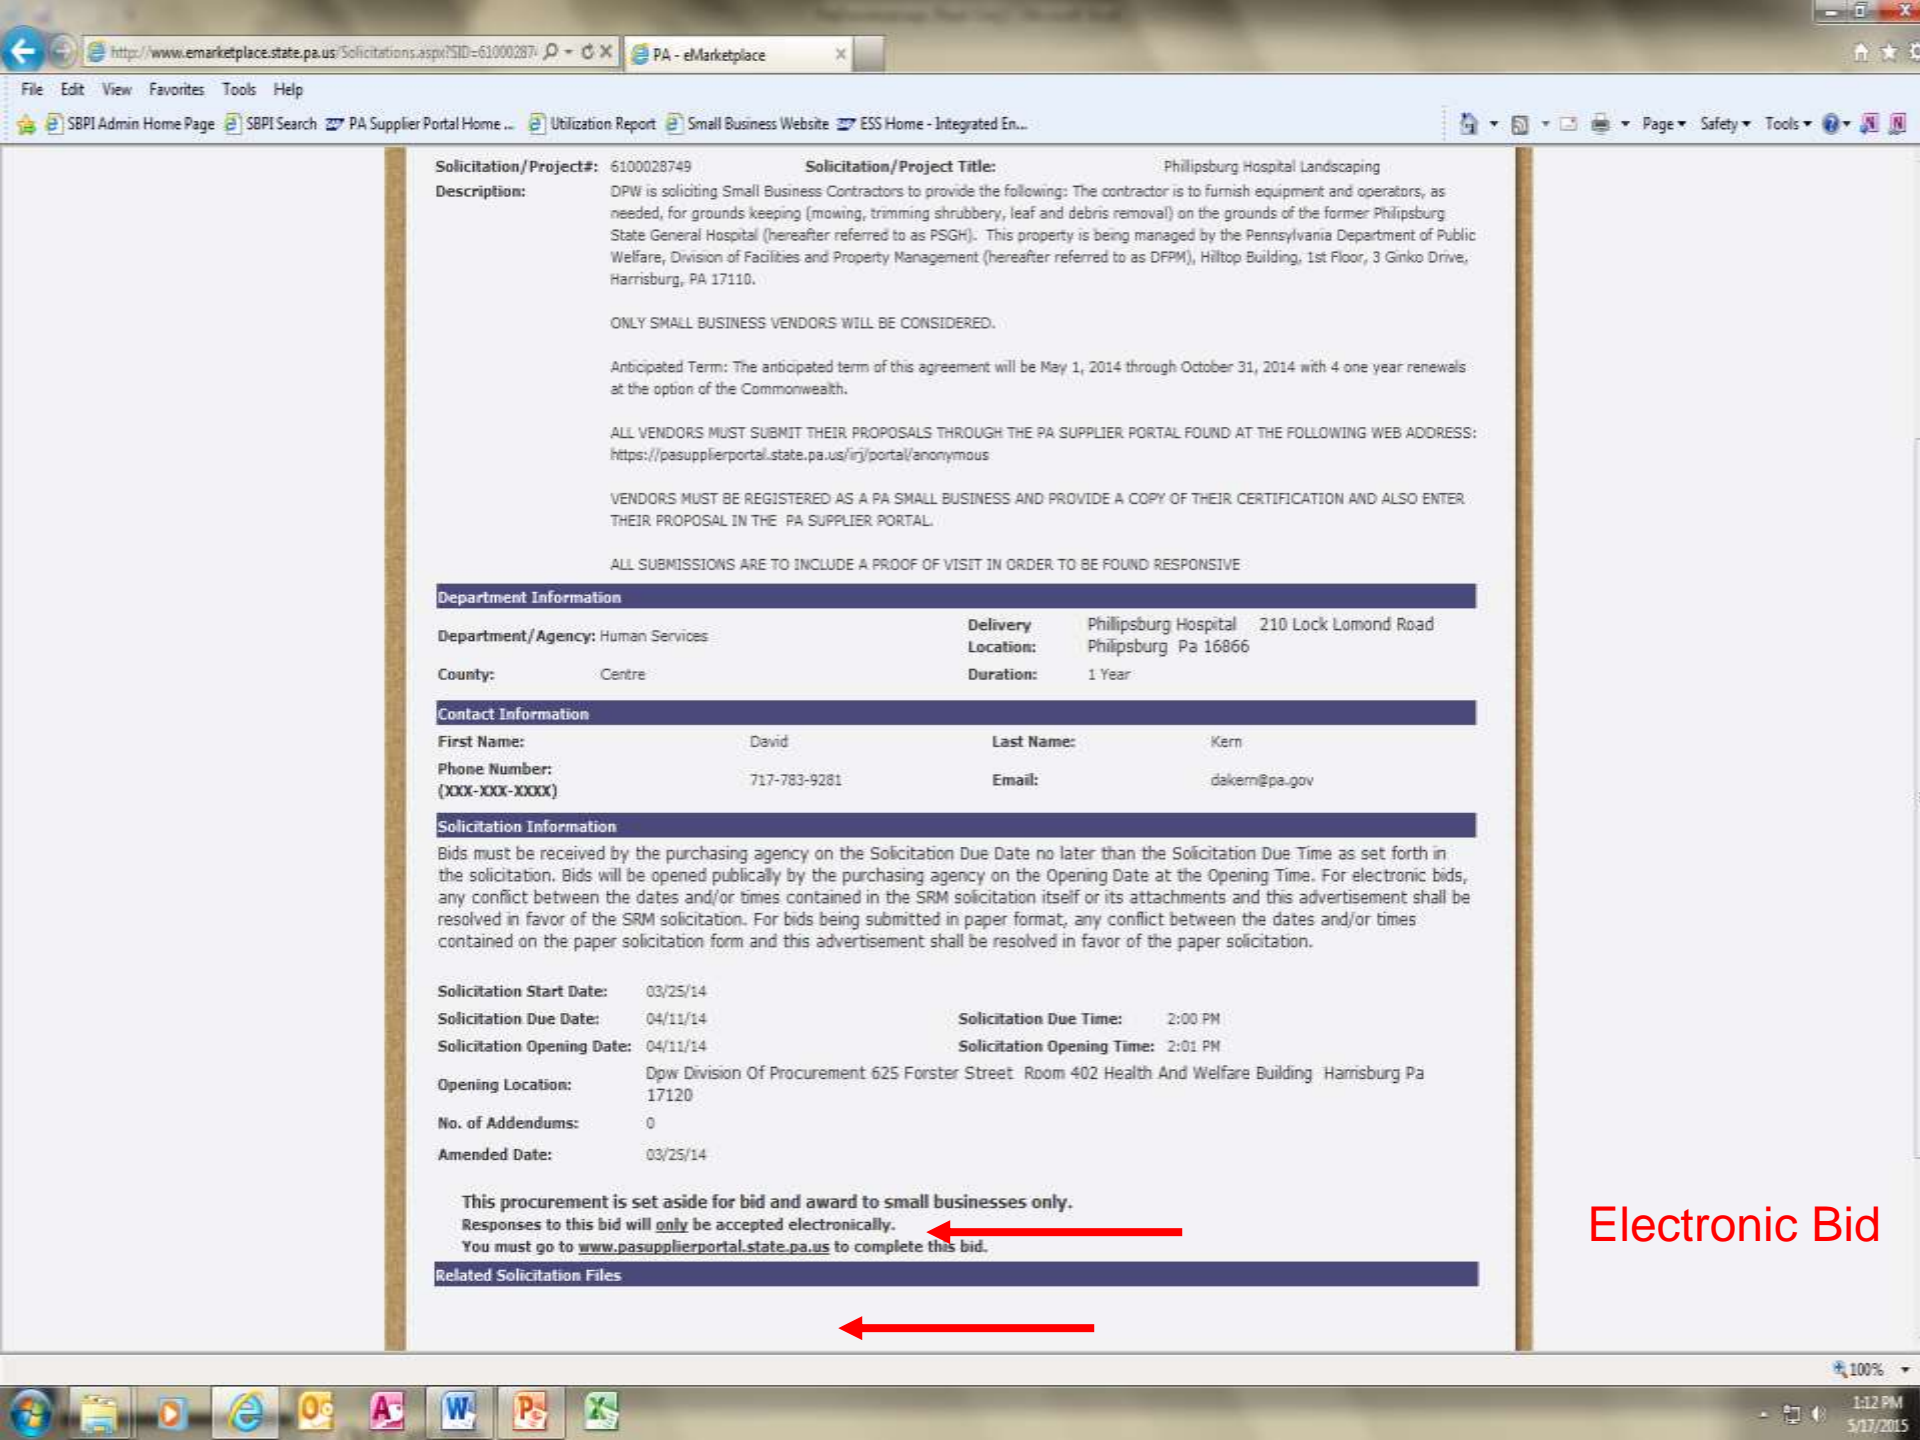 http://www.emarketplace.state.pa.us/Solicitations.aspx?SID=61000287
PA - eMarketplace
File Edit View Favorites Tools Help
SBPI Admin Home Page SBPI Search PA Supplier Portal Home ... Utilization Report Small Business Website ESS Home - Integrated En...
Page Safety Tools
Solicitation/Project#: 6100028749 Solicitation/Project Title: Phillipsburg Hospital Landscaping
Description: DPW is soliciting Small Business Contractors to provide the following: The contractor is to furnish equipment and operators, as
needed, for grounds keeping (mowing, trimming shrubbery, leaf and debris removal) on the grounds of the former Philipsburg
State General Hospital (hereafter referred to as PSGH). This property is being managed by the Pennsylvania Department of Public
Welfare, Division of Facilities and Property Management (hereafter referred to as DFPM), Hilltop Building, 1st Floor, 3 Ginko Drive,
Harrisburg, PA 17110.
ONLY SMALL BUSINESS VENDORS WILL BE CONSIDERED.
Anticipated Term: The anticipated term of this agreement will be May 1, 2014 through October 31, 2014 with 4 one year renewals
at the option of the Commonwealth.
ALL VENDORS MUST SUBMIT THEIR PROPOSALS THROUGH THE PA SUPPLIER PORTAL FOUND AT THE FOLLOWING WEB ADDRESS:
https://pasupplierportal.state.pa.us/irj/portal/anonymous
VENDORS MUST BE REGISTERED AS A PA SMALL BUSINESS AND PROVIDE A COPY OF THEIR CERTIFICATION AND ALSO ENTER
THEIR PROPOSAL IN THE PA SUPPLIER PORTAL.
ALL SUBMISSIONS ARE TO INCLUDE A PROOF OF VISIT IN ORDER TO BE FOUND RESPONSIVE
Department Information
Department/Agency: Human Services Delivery Location: Phillipsburg Hospital 210 Lock Lomond Road
Philipsburg Pa 16866
County: Centre Duration: 1 Year
Contact Information
First Name: David Last Name: Kern
Phone Number: (XXX-XXX-XXXX) 717-783-9281 Email: dakern@pa.gov
Solicitation Information
Bids must be received by the purchasing agency on the Solicitation Due Date no later than the Solicitation Due Time as set forth in
the solicitation. Bids will be opened publically by the purchasing agency on the Opening Date at the Opening Time. For electronic bids,
any conflict between the dates and/or times contained in the SRM solicitation itself or its attachments and this advertisement shall be
resolved in favor of the SRM solicitation. For bids being submitted in paper format, any conflict between the dates and/or times
contained on the paper solicitation form and this advertisement shall be resolved in favor of the paper solicitation.
Solicitation Start Date: 03/25/14
Solicitation Due Date: 04/11/14 Solicitation Due Time: 2:00 PM
Solicitation Opening Date: 04/11/14 Solicitation Opening Time: 2:01 PM
Opening Location: Dpw Division Of Procurement 625 Forster Street Room 402 Health And Welfare Building Harrisburg Pa
17120
No. of Addendums: 0
Amended Date: 03/25/14
This procurement is set aside for bid and award to small businesses only.
Responses to this bid will only be accepted electronically.
You must go to www.pasupplierportal.state.pa.us to complete this bid.
Electronic Bid
Related Solicitation Files
100%
1:12 PM
5/17/2015